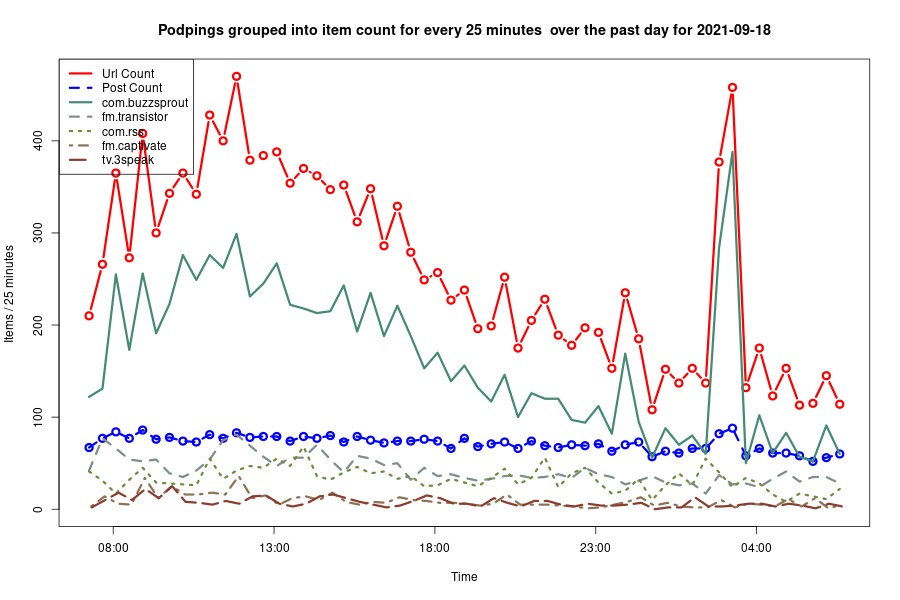 Podpings grouped into item count for every 25 minutes  over the past day for 2021-09-18
Url Count
Post Count
com.buzzsprout
fm.transistor
com.rss
fm.captivate
tv.3speak
400
300
200
100
0
Items / 25 minutes
08:00
13:00
18:00
23:00
04:00
Time